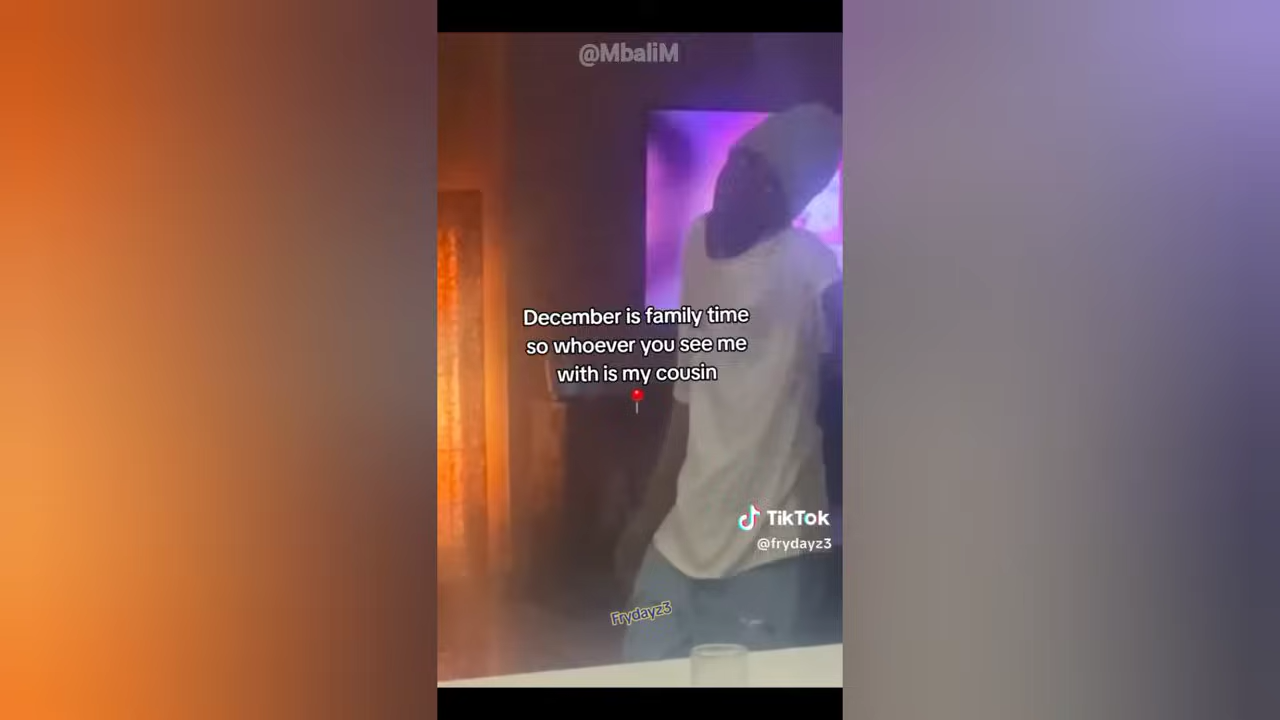 @MbaliM
December is family time
so whoever you see me
with is my cousin
TikTok
@frydayz3
Frydayz3